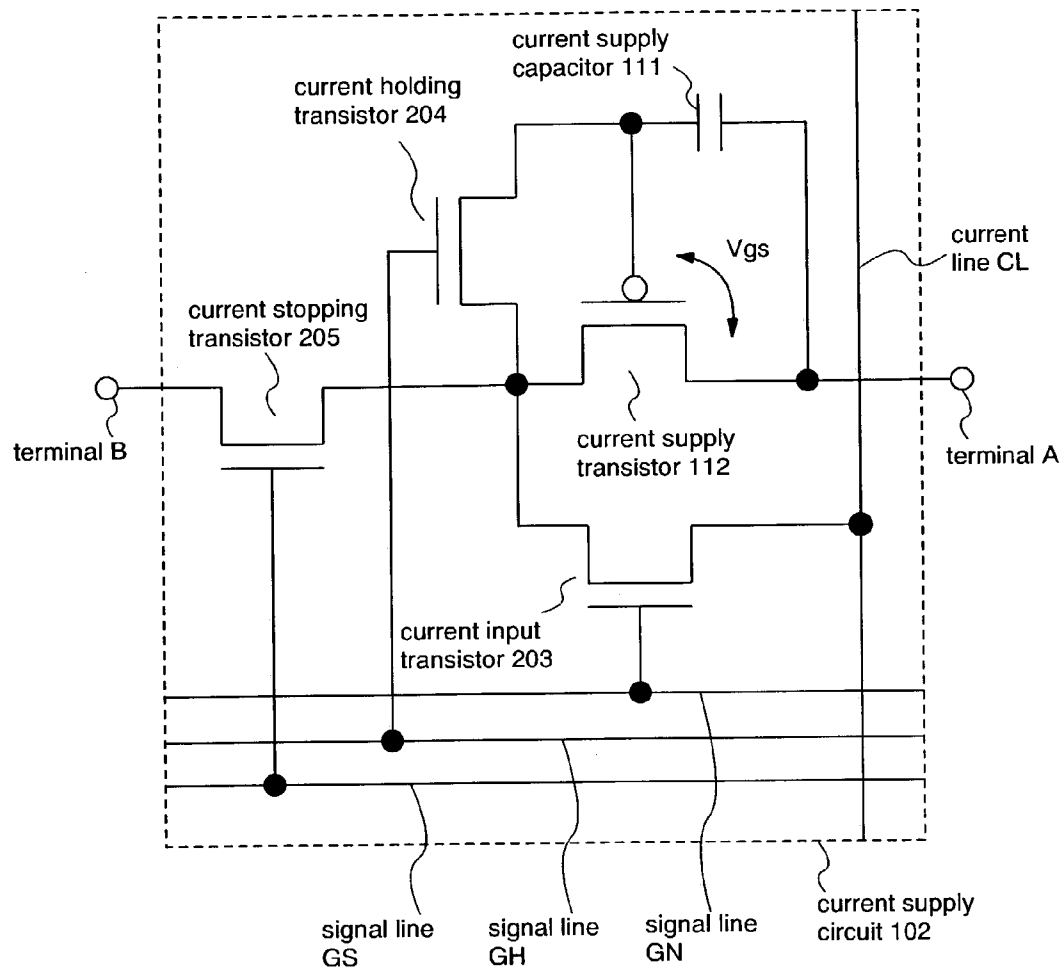 current supply
capacitor 111
current holding
transistor 204
Vgs
current
line CL
current stopping
transistor 205
terminal B
current supply
transistor 112
terminal A
current input
transistor 203
signal line
GS
signal line
GH
signal line
GN
current supply
circuit 102